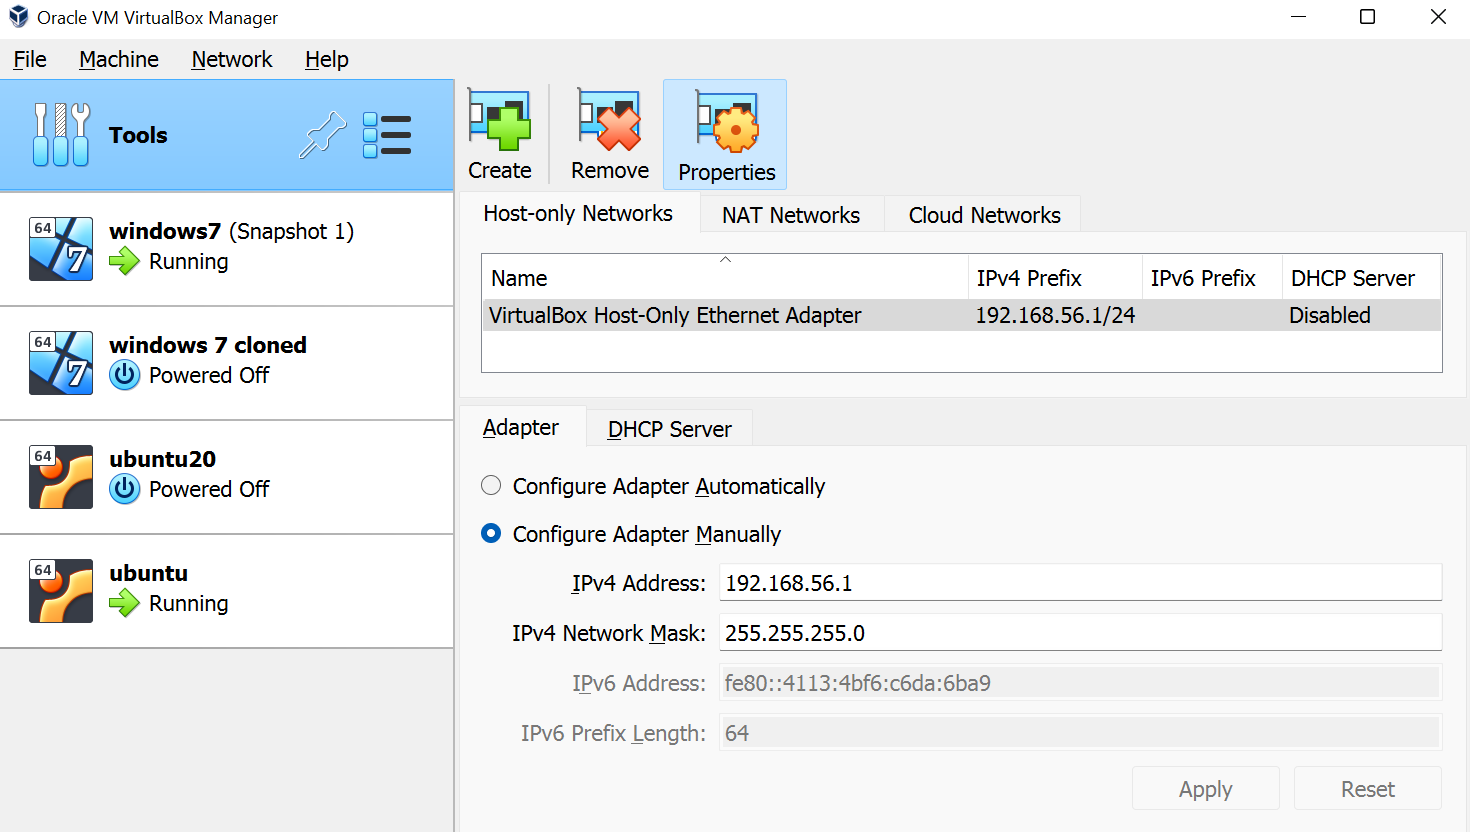 Oracle VM VirtualBox Manager
File Machine Network Help
Tools
Create Remove Properties
64 windows7 (Snapshot 1)
7 Running
64 windows 7 cloned
7 Powered Off
64 ubuntu20
Powered Off
64 ubuntu
Running
Host-only Networks NAT Networks Cloud Networks
Name IPv4 Prefix IPv6 Prefix DHCP Server
VirtualBox Host-Only Ethernet Adapter 192.168.56.1/24 Disabled
Adapter DHCP Server
Configure Adapter Automatically
Configure Adapter Manually
IPv4 Address: 192.168.56.1
IPv4 Network Mask: 255.255.255.0
IPv6 Address: fe80::4113:4bf6:c6da:6ba9
IPv6 Prefix Length: 64
Apply Reset